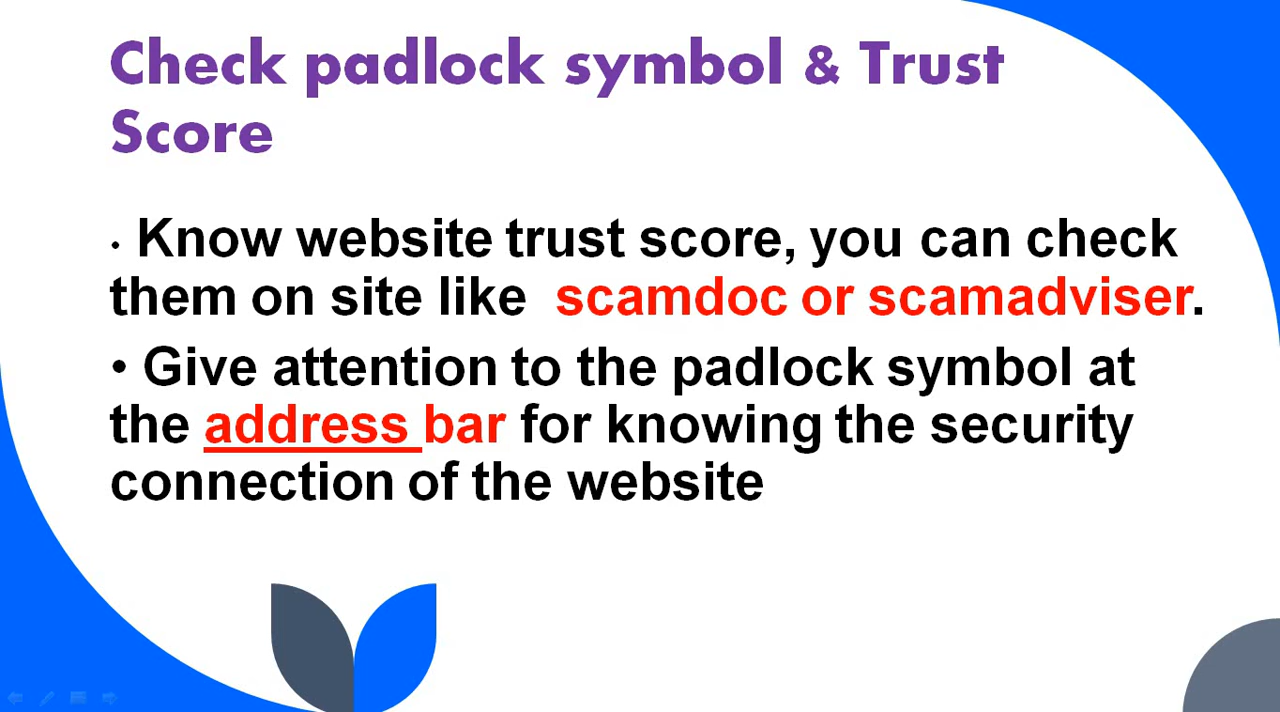 Check padlock symbol & Trust
Score
• Know website trust score, you can check
them on site like scamdoc or scamadviser.
• Give attention to the padlock symbol at
the address bar for knowing the security
connection of the website